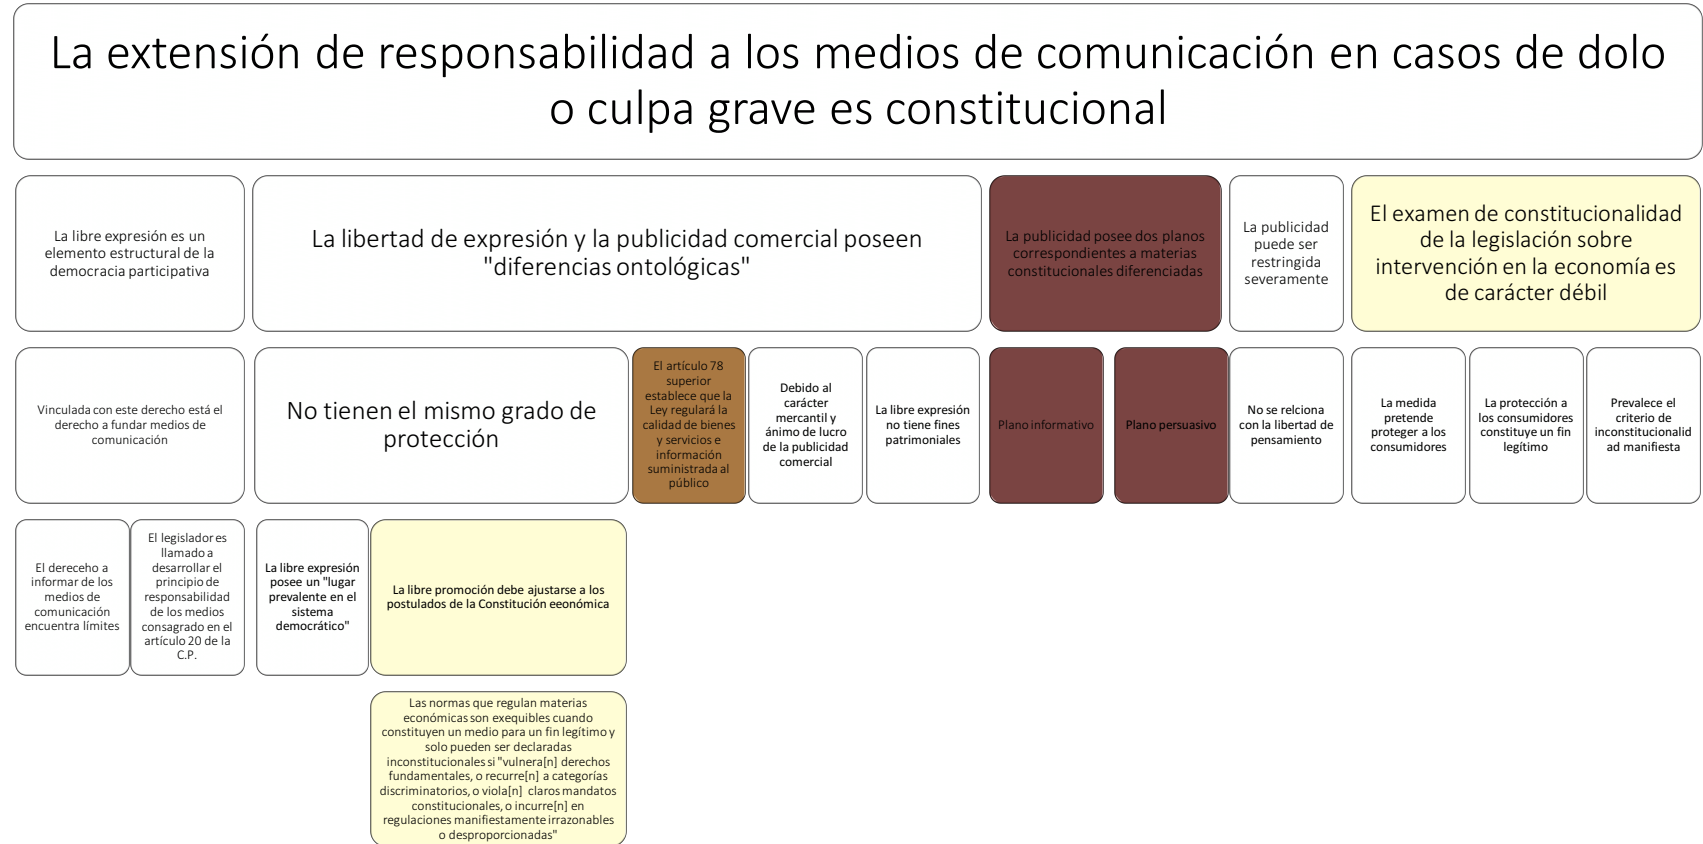 La extensión de responsabilidad a los medios de comunicación en casos de dolo
o culpa grave es constitucional
La libre expresión es un
elemento estructural de la
democracia participativa
La libertad de expresión y la publicidad comercial poseen
"diferencias ontológicas"
La publicidad posee dos planos
correspondientes a materias
constitucionales diferenciadas
La publicidad
puede ser
restringida
severamente
El examen de constitucionalidad
de la legislación sobre
intervención en la economía es
de carácter débil
Vinculada con este derecho está el
derecho a fundar medios de
comunicación
No tienen el mismo grado de
protección
El artículo 78
superior
establece que la
Ley regulará la
calidad de bienes
y servicios e
información
suministrada al
público
Debido al
carácter
mercantil y
ánimo de lucro
de la publicidad
comercial
La libre expresión
no tiene fines
patrimoniales
Plano informativo
Plano persuasivo
No se relciona
con la libertad de
pensamiento
La medida
pretende
proteger a los
consumidores
La protección a
los consumidores
constituye un fin
legítimo
Prevalece el
criterio de
inconstitucionalid
ad manifiesta
El dereceho a
informar de los
medios de
comunicación
encuentra límites
El legislador es
llamado a
desarrollar el
principio de
responsabilidad
de los medios
consagrado en el
artículo 20 de la
C.P.
La libre expresión
posee un "lugar
prevalente en el
sistema
democrático"
La libre promoción debe ajustarse a los
postulados de la Constitución eeonómica
Las normas que regulan materias
económicas son exequibles cuando
constituyen un medio para un fin legítimo y
solo pueden ser declaradas
inconstitucionales si "vulnera[n] derechos
fundamentales, o recurre[n] a categorías
discriminatorios, o viola[n] claros mandatos
constitucionales, o incurre[n] en
regulaciones manifiestamente irrazonables
o desproporcionadas"